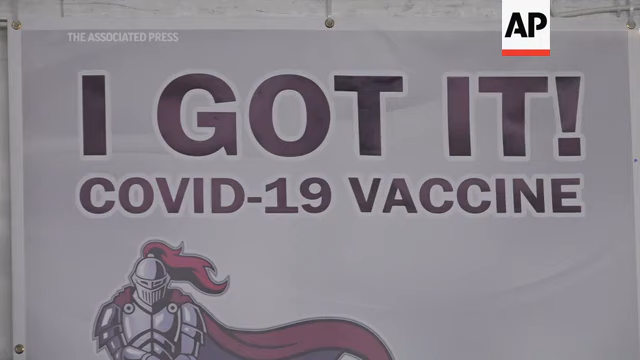 THE ASSOCIATED PRESS
AP
I GOT IT!
COVID-19 VACCINE